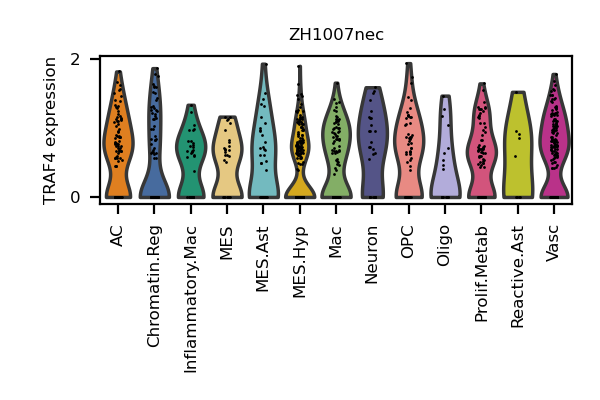 ZH1007nec
TRAF4 expression
2
0
AC
Chromatin.Reg
Inflammatory.Mac
MES
MES.Ast
MES.Hyp
Mac
Neuron
OPC
Oligo
Prolif.Metab
Reactive.Ast
Vasc